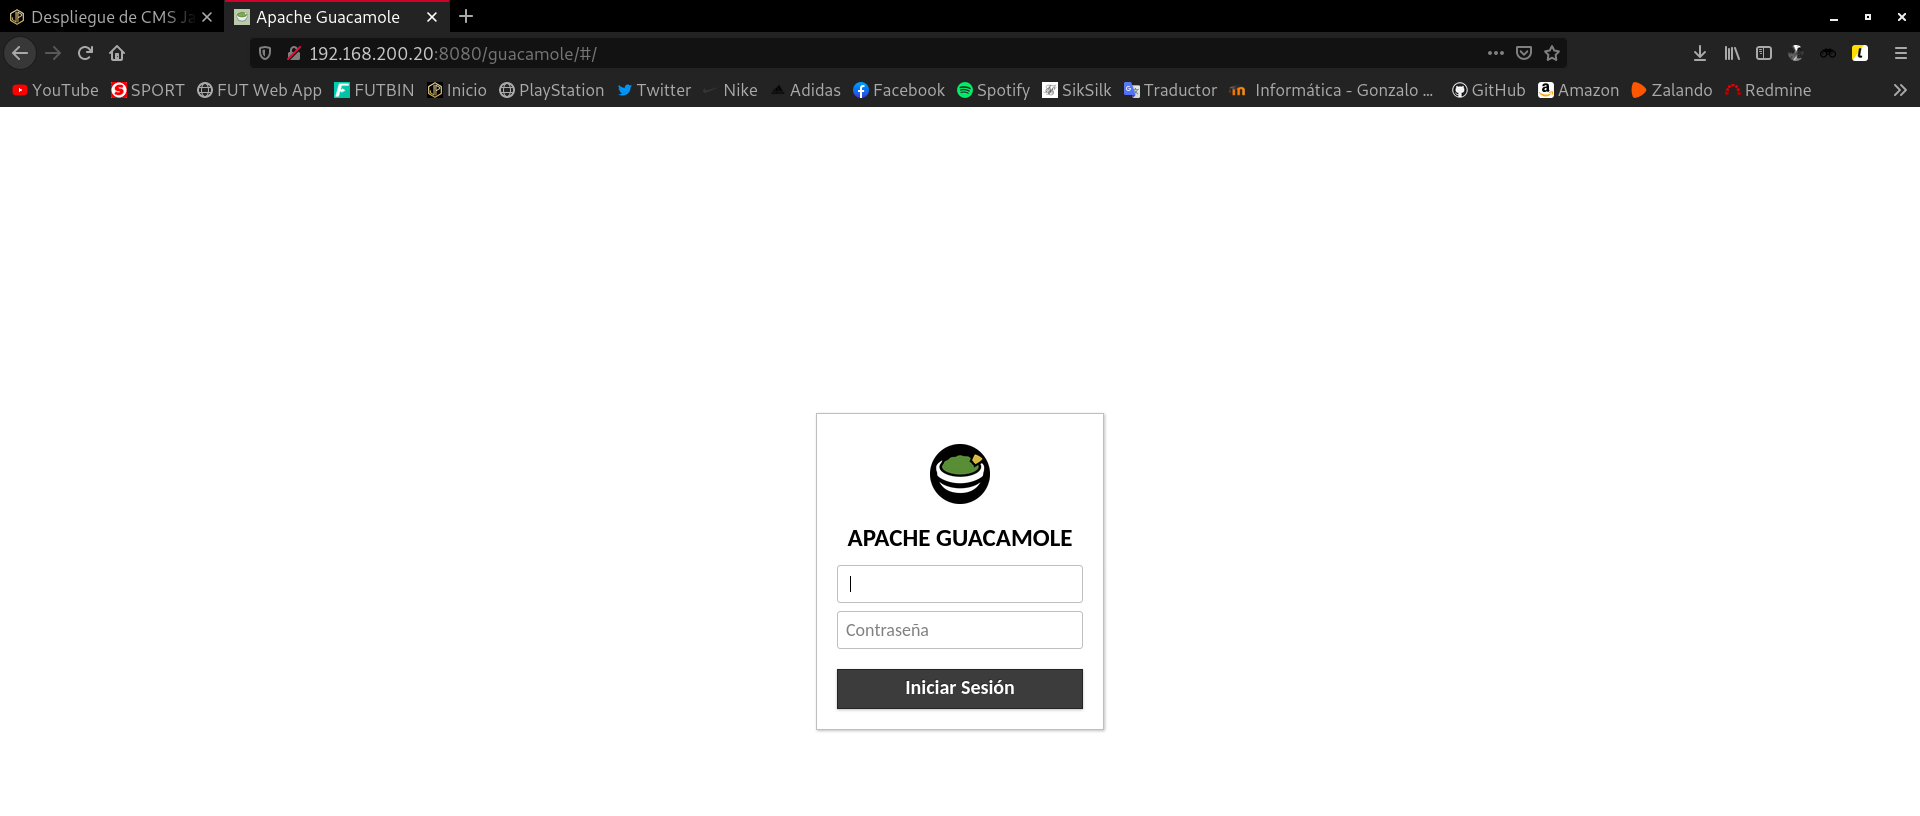 Despliegue de CMS Ja
Apache Guacamole
192.168.200.20:8080/guacamole/#/
YouTube SPORT FUT Web App FUTBIN Inicio PlayStation Twitter Nike Adidas Facebook Spotify SikSilk Traductor Informática - Gonzalo ... GitHub Amazon Zalando Redmine
APACHE GUACAMOLE
Contraseña
Iniciar Sesión